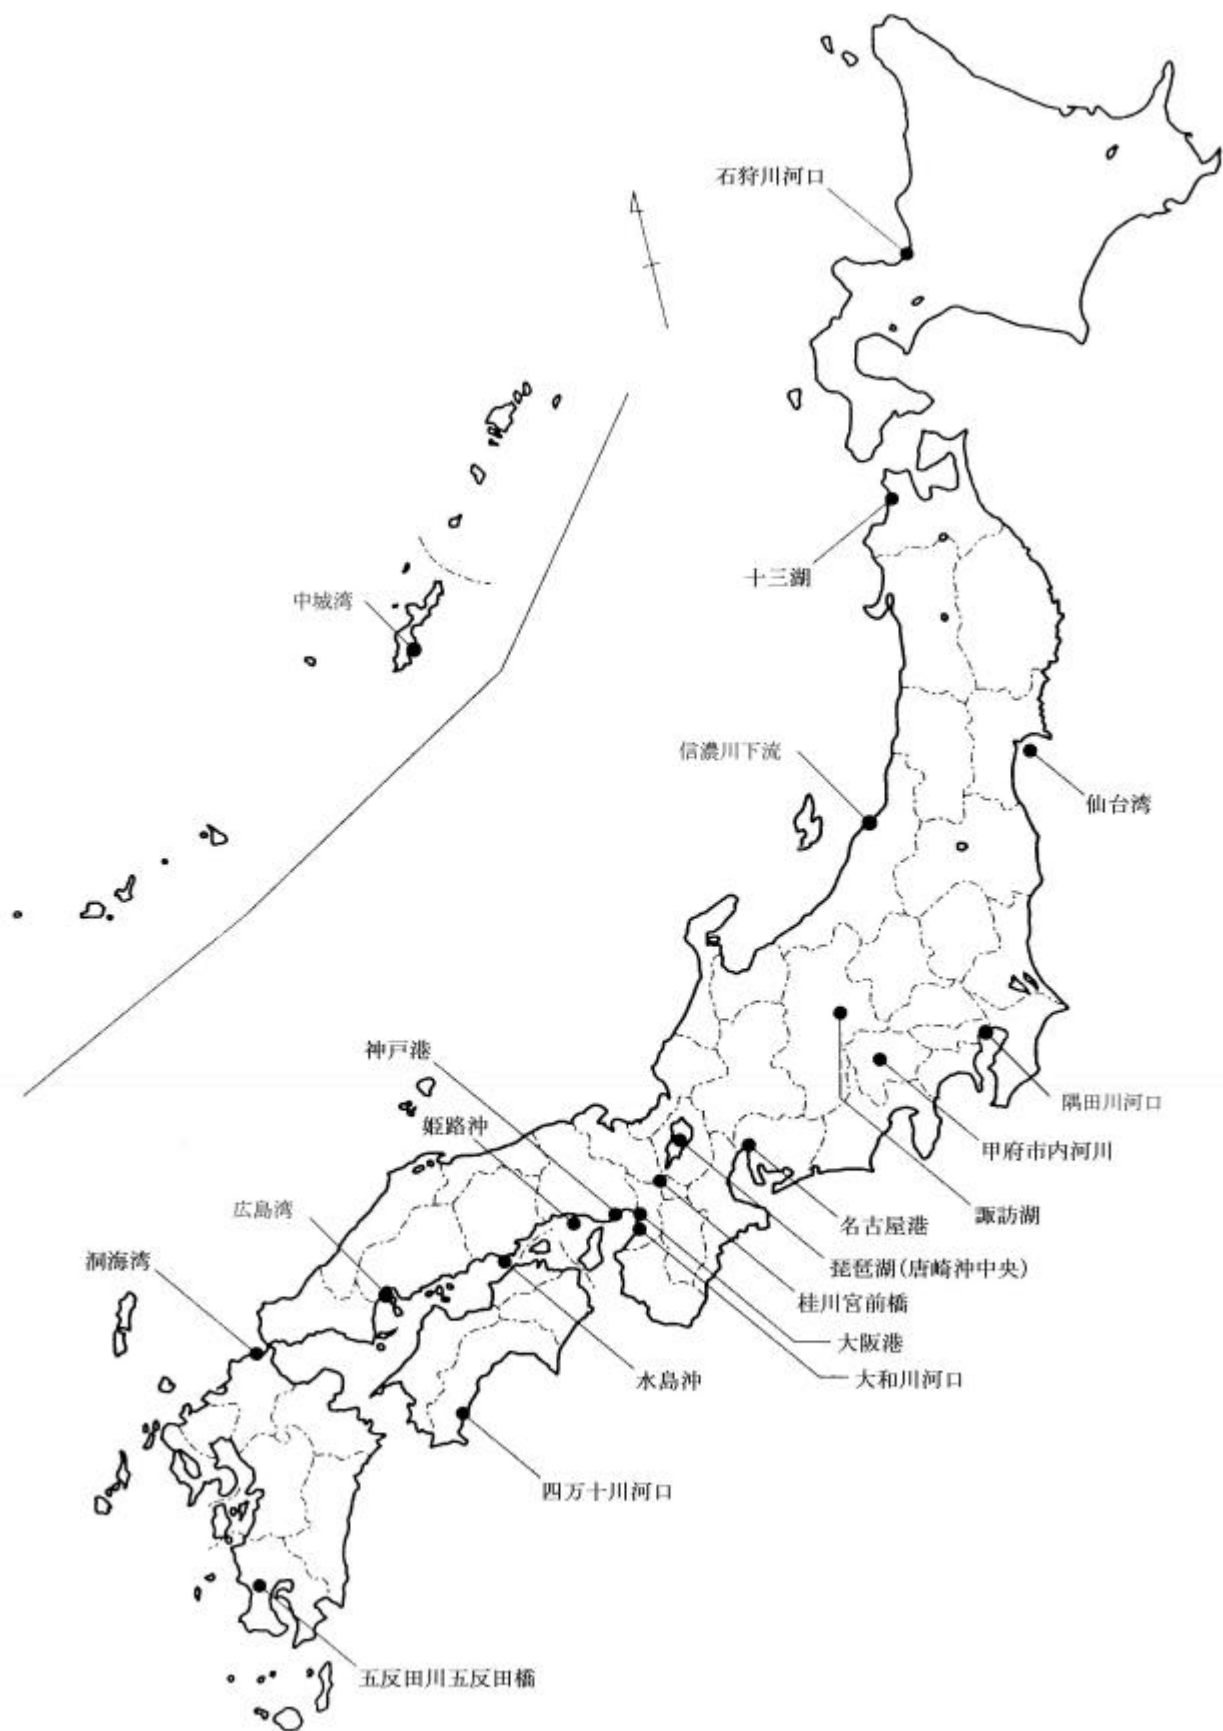 石狩川河口
十三湖
中城湾
信濃川下流
仙台湾
神戸港
隅田川河口
姫路沖
甲府市内河川
広島湾
名古屋港
諏訪湖
洞海湾
琵琶湖(唐崎沖中央)
桂川宮前橋
大阪港
水島沖
大和川河口
四万十川河口
五反田川五反田橋